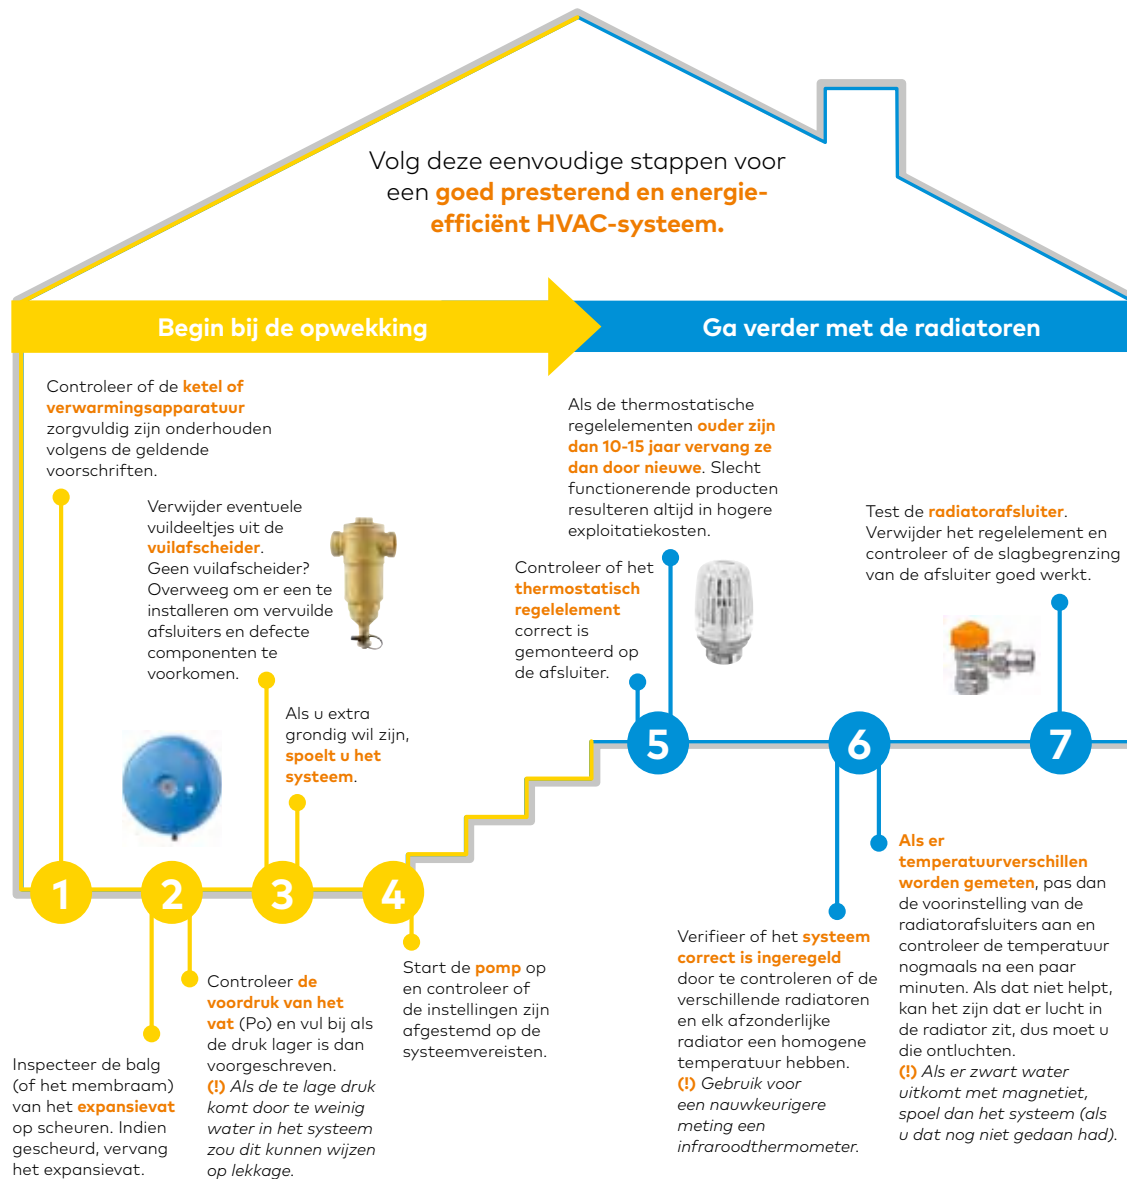 Volg deze eenvoudige stappen voor
een goed presterend en energie-
efficiënt HVAC-systeem.
Begin bij de opwekking
Ga verder met de radiatoren
Controleer of de ketel of
verwarmingsapparatuur
zorgvuldig zijn onderhouden
volgens de geldende
voorschriften.
Verwijder eventuele
vuildeeltjes uit de
vuilafscheider.
Geen vuilafscheider?
Overweeg om er een te
installeren om vervuilde
afsluiters en defecte
componenten te
voorkomen.
Als u extra
grondig wil zijn,
spoelt u het
systeem.
1
2
3
4
Inspecteer de balg
(of het membraam)
van het expansievat
op scheuren. Indien
gescheurd, vervang
het expansievat.
Controleer de
voordruk van het
vat (Po) en vul bij als
de druk lager is dan
voorgeschreven.
(!) Als de te lage druk
komt door te weinig
water in het systeem
zou dit kunnen wijzen
op lekkage.
Start de pomp op
en controleer of
de instellingen zijn
afgestemd op de
systeemvereisten.
Als de thermostatische
regelelementen ouder zijn
dan 10-15 jaar vervang ze
dan door nieuwe. Slecht
functionerende producten
resulteren altijd in hogere
exploitatiekosten.
Controleer of het
thermostatisch
regelelement
correct is
gemonteerd op
de afsluiter.
Test de radiatorafsluiter.
Verwijder het regelelement en
controleer of de slagbegrenzing
van de afsluiter goed werkt.
5
6
7
Verifieer of het systeem
correct is ingeregeld
door te controleren of de
verschillende radiatoren
en elk afzonderlijke
radiator een homogene
temperatuur hebben.
(!) Gebruik voor
een nauwkeurigere
meting een
infraroodthermometer.
Als er
temperatuurverschillen
worden gemeten, pas dan
de voorinstelling van de
radiatorafsluiters aan en
controleer de temperatuur
nogmaals na een paar
minuten. Als dat niet helpt,
kan het zijn dat er lucht in
de radiator zit, dus moet u
die ontluchten.
(!) Als er zwart water
uitkomt met magnetiet,
spoel dan het systeem (als
u dat nog niet gedaan had).